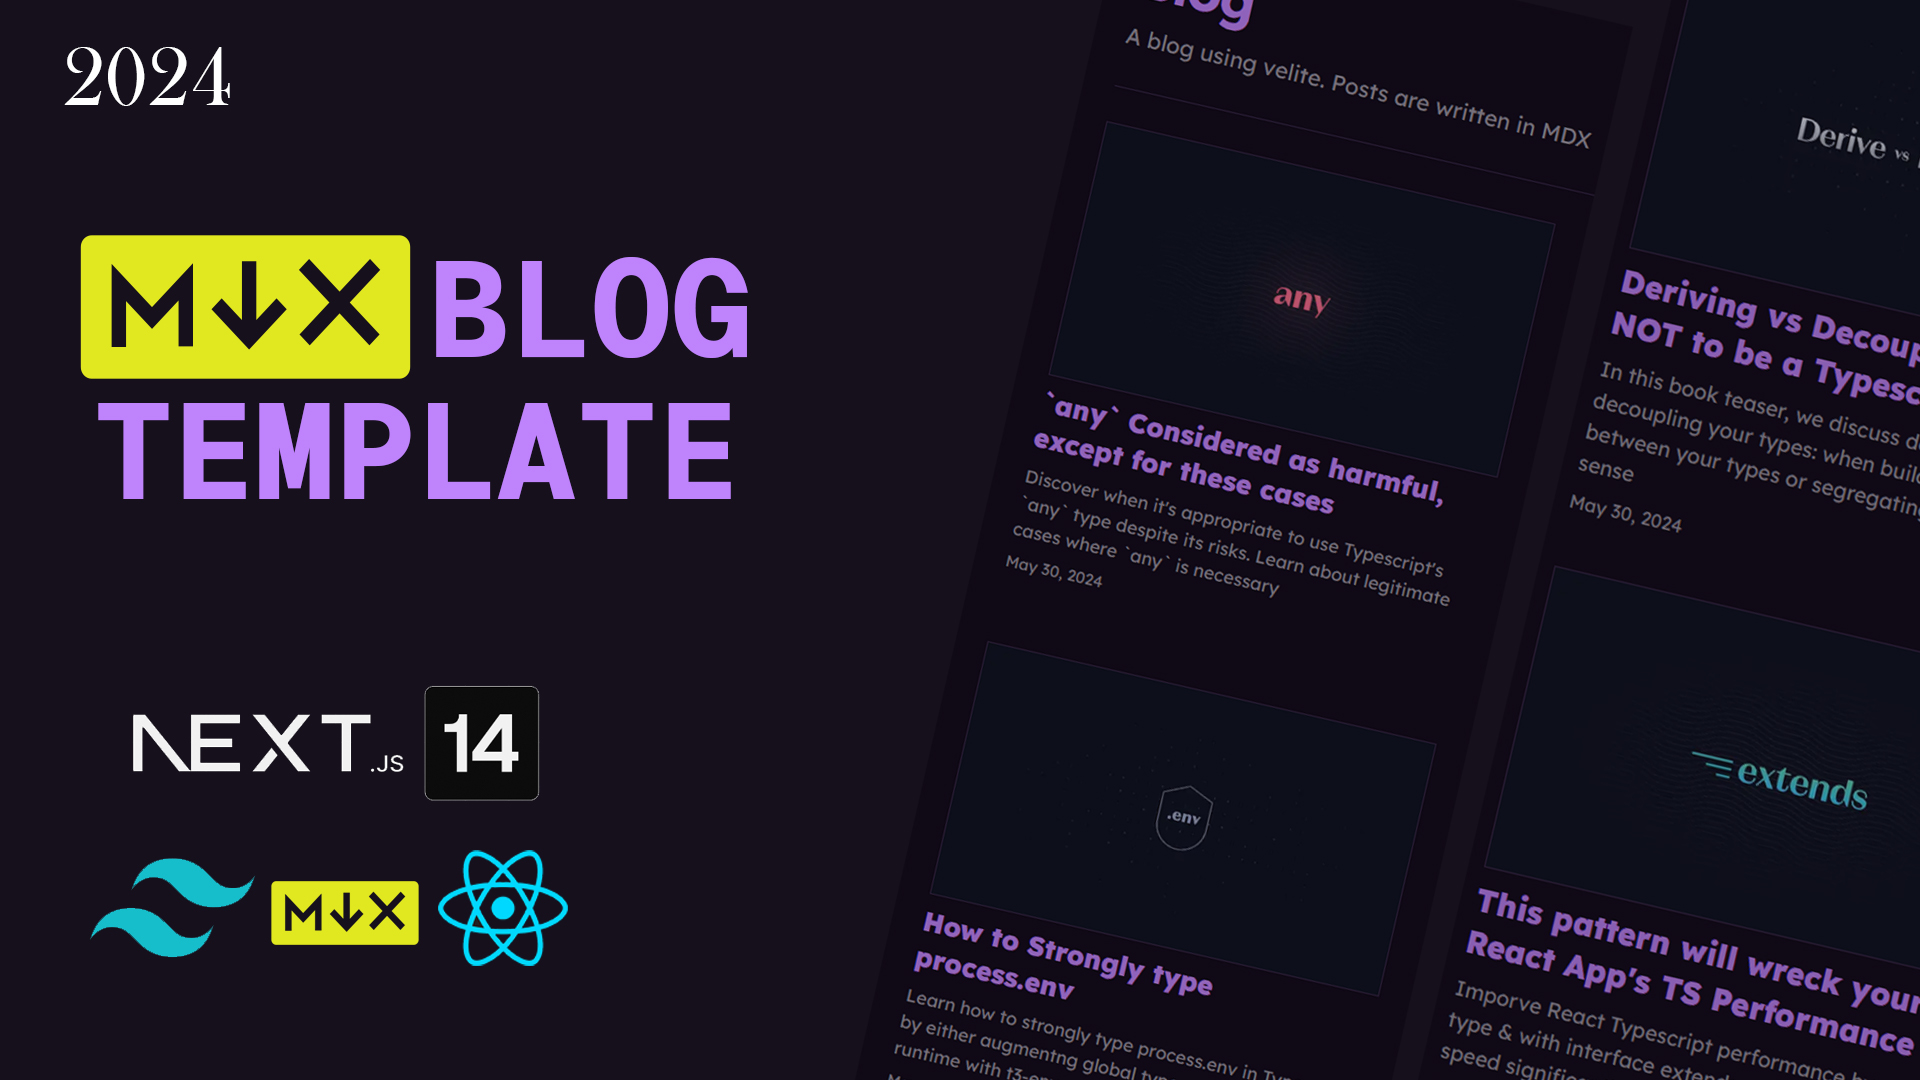 2024
M↓X BLOG
TEMPLATE
NEXT.JS 14
M↓X
Blog
A blog using velite. Posts are written in MDX
any
`any` Considered as harmful,
except for these cases
Discover when it's appropriate to use Typescript's
`any` type despite its risks. Learn about legitimate
cases where `any` is necessary
May 30, 2024
.env
How to Strongly type
process.env
Learn how to strongly type process.env in
by either augmentng global
runtime with
Derive vs
Deriving vs
NOT to be a
In this book teaser, we discuss
decoupling your types: when
between your types or segregating
sense
May 30, 2024
extends
This pattern will wreck your
React App's TS Performance
Imporve React Typescript performance
type & with interface
speed